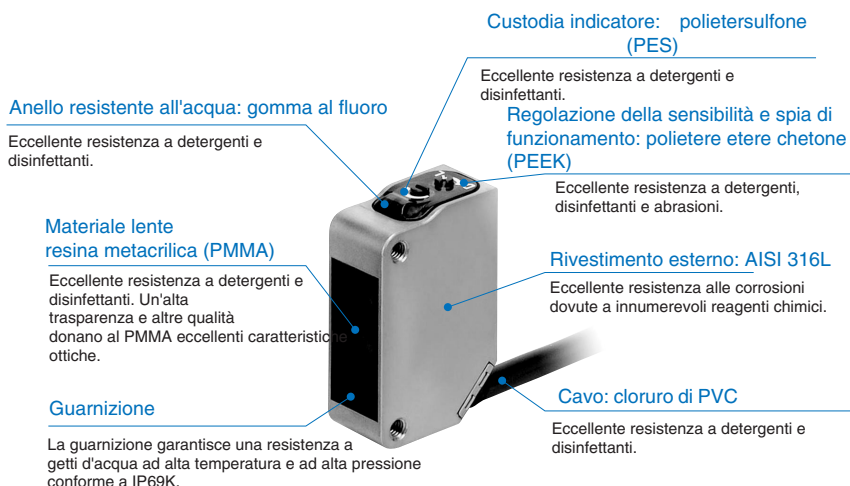 Custodia indicatore: polietersulfone
(PES)
Eccellente resistenza a detergenti e
disinfettanti.
Anello resistente all'acqua: gomma al fluoro
Eccellente resistenza a detergenti e
disinfettanti.
Regolazione della sensibilità e spia di
funzionamento: polietere etere chetone
(PEEK)
Eccellente resistenza a detergenti,
disinfettanti e abrasioni.
Materiale lente
resina metacrilica (PMMA)
Eccellente resistenza a detergenti e
disinfettanti. Un'alta
trasparenza e altre qualità
donano al PMMA eccellenti caratteristiche
ottiche.
Rivestimento esterno: AISI 316L
Eccellente resistenza alle corrosioni
dovute a innumerevoli reagenti chimici.
Guarnizione
La guarnizione garantisce una resistenza a
getti d'acqua ad alta temperatura e ad alta pressione
conforme a IP69K.
Cavo: cloruro di PVC
Eccellente resistenza a detergenti e
disinfettanti.